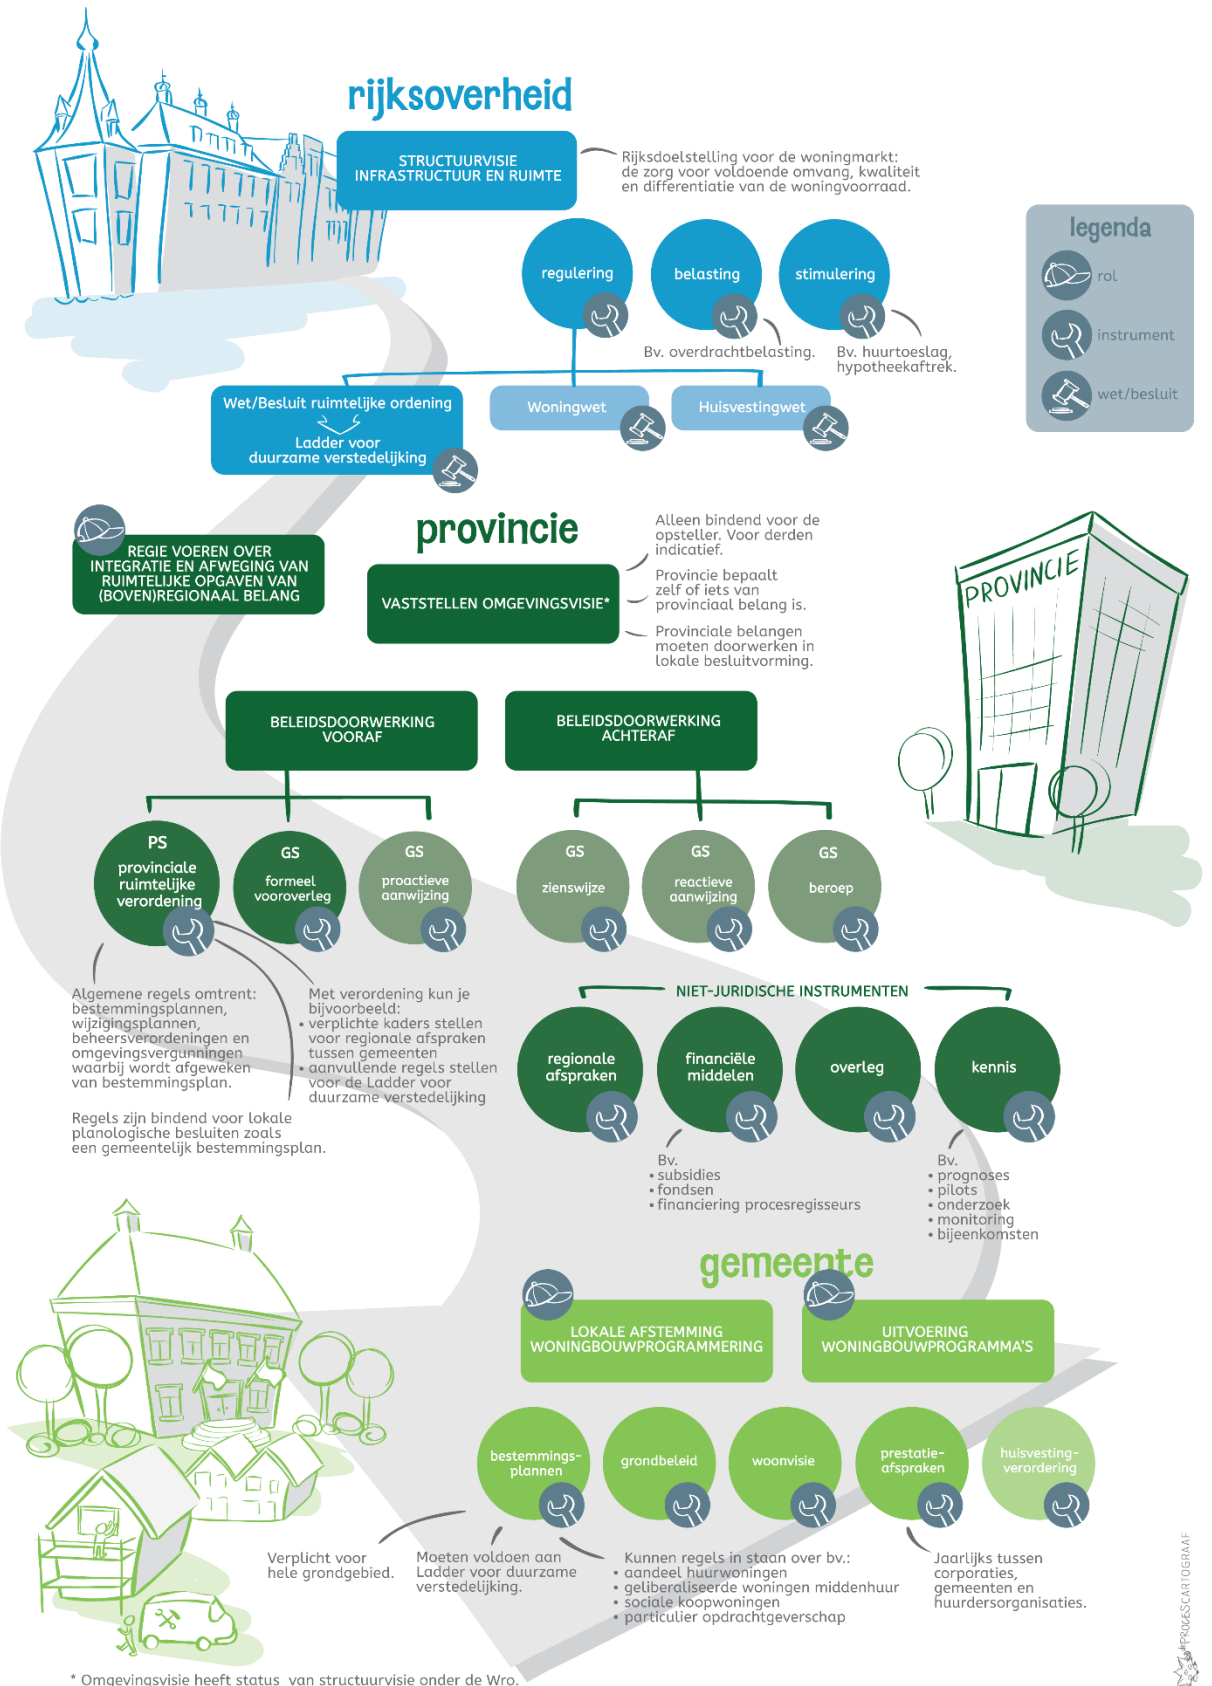 rijksoverheid
STRUCTUURVISIE
INFRASTRUCTUUR EN RUIMTE
Rijksdoelstelling voor de woningmarkt:
de zorg voor voldoende omvang, kwaliteit
en differentiatie van de woningvoorraad.
legenda
rol
instrument
wet/besluit
regulering
belasting
stimulering
Bv. overdrachtbelasting.
Bv. huurtoeslag,
hypotheekaftrek.
Wet/Besluit ruimtelijke ordening
Ladder voor
duurzame verstedelijking
Woningwet
Huisvestingwet
provincie
REGIE VOEREN OVER
INTEGRATIE EN AFWEGING VAN
RUIMTELIJKE OPGAVEN VAN
(BOVEN)REGIONAAL BELANG
VASTSTELLEN OMGEVINGSVISIE*
Alleen bindend voor de
opsteller. Voor derden
indicatief.
Provincie bepaalt
zelf of iets van
provinciaal belang is.
Provinciale belangen
moeten doorwerken in
lokale besluitvorming.
PROVINCIE
BELEIDSDOORWERKING
VOORAF
BELEIDSDOORWERKING
ACHTERAF
PS
provinciale
ruimtelijke
verordening
GS
formeel
vooroverleg
GS
proactieve
aanwijzing
GS
zienswijze
GS
reactieve
aanwijzing
GS
beroep
Algemene regels omtrent:
bestemmingsplannen,
wijzigingsplannen,
beheersverordeningen en
omgevingsvergunningen
waarbij wordt afgeweken
van bestemmingsplan.
Regels zijn bindend voor lokale
planologische besluiten zoals
een gemeentelijk bestemmingsplan.
Met verordening kun je
bijvoorbeeld:
• verplichte kaders stellen
voor regionale afspraken
tussen gemeenten
• aanvullende regels stellen
voor de Ladder voor
duurzame verstedelijking
NIET-JURIDISCHE INSTRUMENTEN
regionale
afspraken
financiële
middelen
overleg
kennis
Bv.
• subsidies
• fondsen
• financiering procesregisseurs
Bv.
• prognoses
• pilots
• onderzoek
• monitoring
• bijeenkomsten
gemeente
LOKALE AFSTEMMING
WONINGBOUWPROGRAMMERING
UITVOERING
WONINGBOUWPROGRAMMA'S
bestemmings-
plannen
grondbeleid
woonvisie
prestatie-
afspraken
huisvesting-
verordering
Verplicht voor
hele grondgebied.
Moeten voldoen aan
Ladder voor duurzame
verstedelijking.
Kunnen regels in staan over bv.:
• aandeel huurwoningen
• geliberaliseerde woningen middenhuur
• sociale koopwoningen
• particulier opdrachtgeverschap
Jaarlijks tussen
corporaties,
gemeenten en
huurdersorganisaties.
* Omgevingsvisie heeft status van structuurvisie onder de Wro.
de PROCESCARTOGRAAF